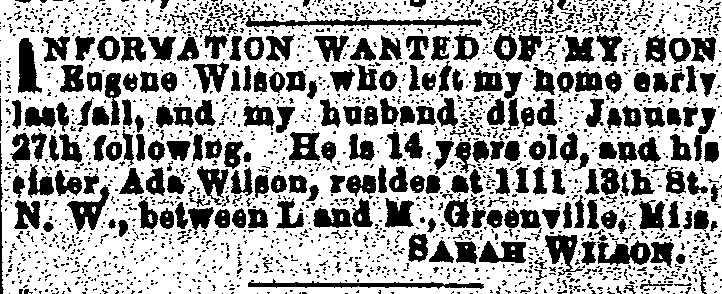 INFORMATION WANTED OF MY SON
Eugene Wilson, who left my home early
last fall, and my husband died January
27th following. He is 14 years old, and his
sister, Ada Wilson, resides at 1111 13th St.,
N. W., between L and M., Greenville, Miss.
SARAH WILSON.